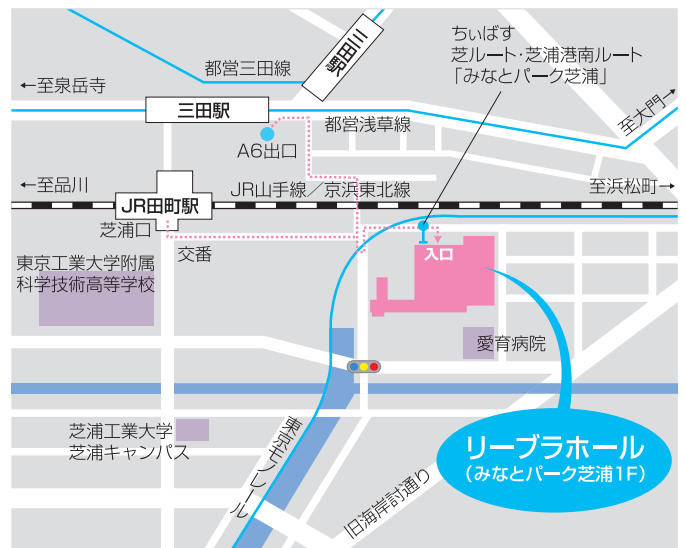 ちぃばす
芝ルート・芝浦港南ルート
「みなとパーク芝浦」
三田駅
都営三田線
←至泉岳寺
三田駅
都営浅草線
至大門→
A6出口
←至品川
JR山手線／京浜東北線
至浜松町→
JR田町駅
芝浦口
交番
入口
東京工業大学附属
科学技術高等学校
愛育病院
芝浦工業大学
芝浦キャンパス
東京モノレール
旧海岸討通り
リーブラホール
（みなとパーク芝浦1F）